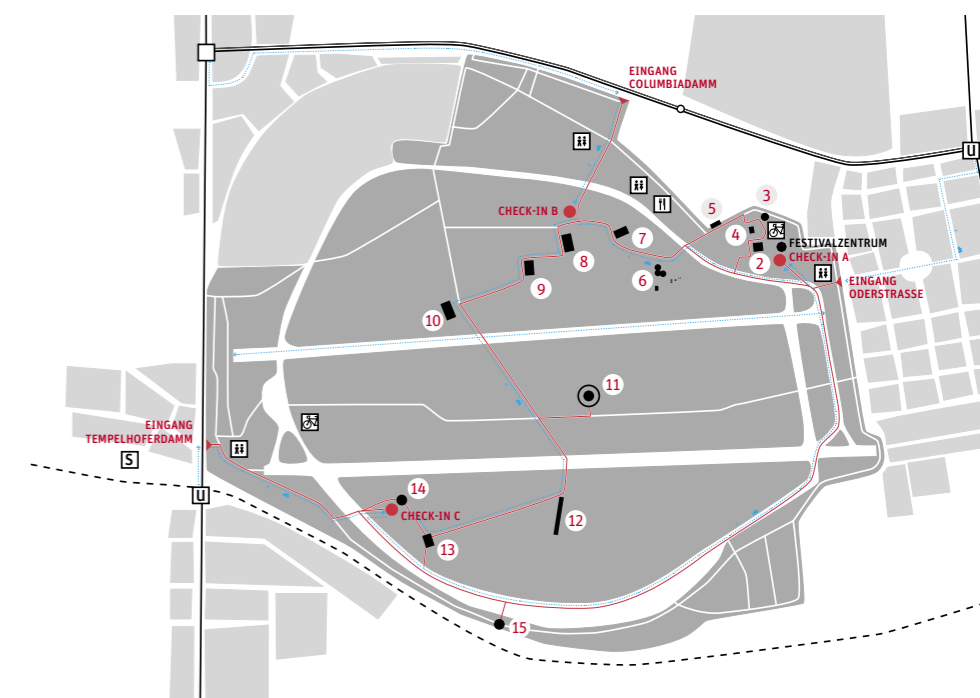 EINGANG
COLUMBIADAMM
U
CHECK-IN B
5
3
4
7
FESTIVALZENTRUM
2
CHECK-IN A
8
6
9
EINGANG
ODERSTRASSE
10
11
EINGANG
TEMPELHOFERDAMM
S
U
14
CHECK-IN C
12
13
15